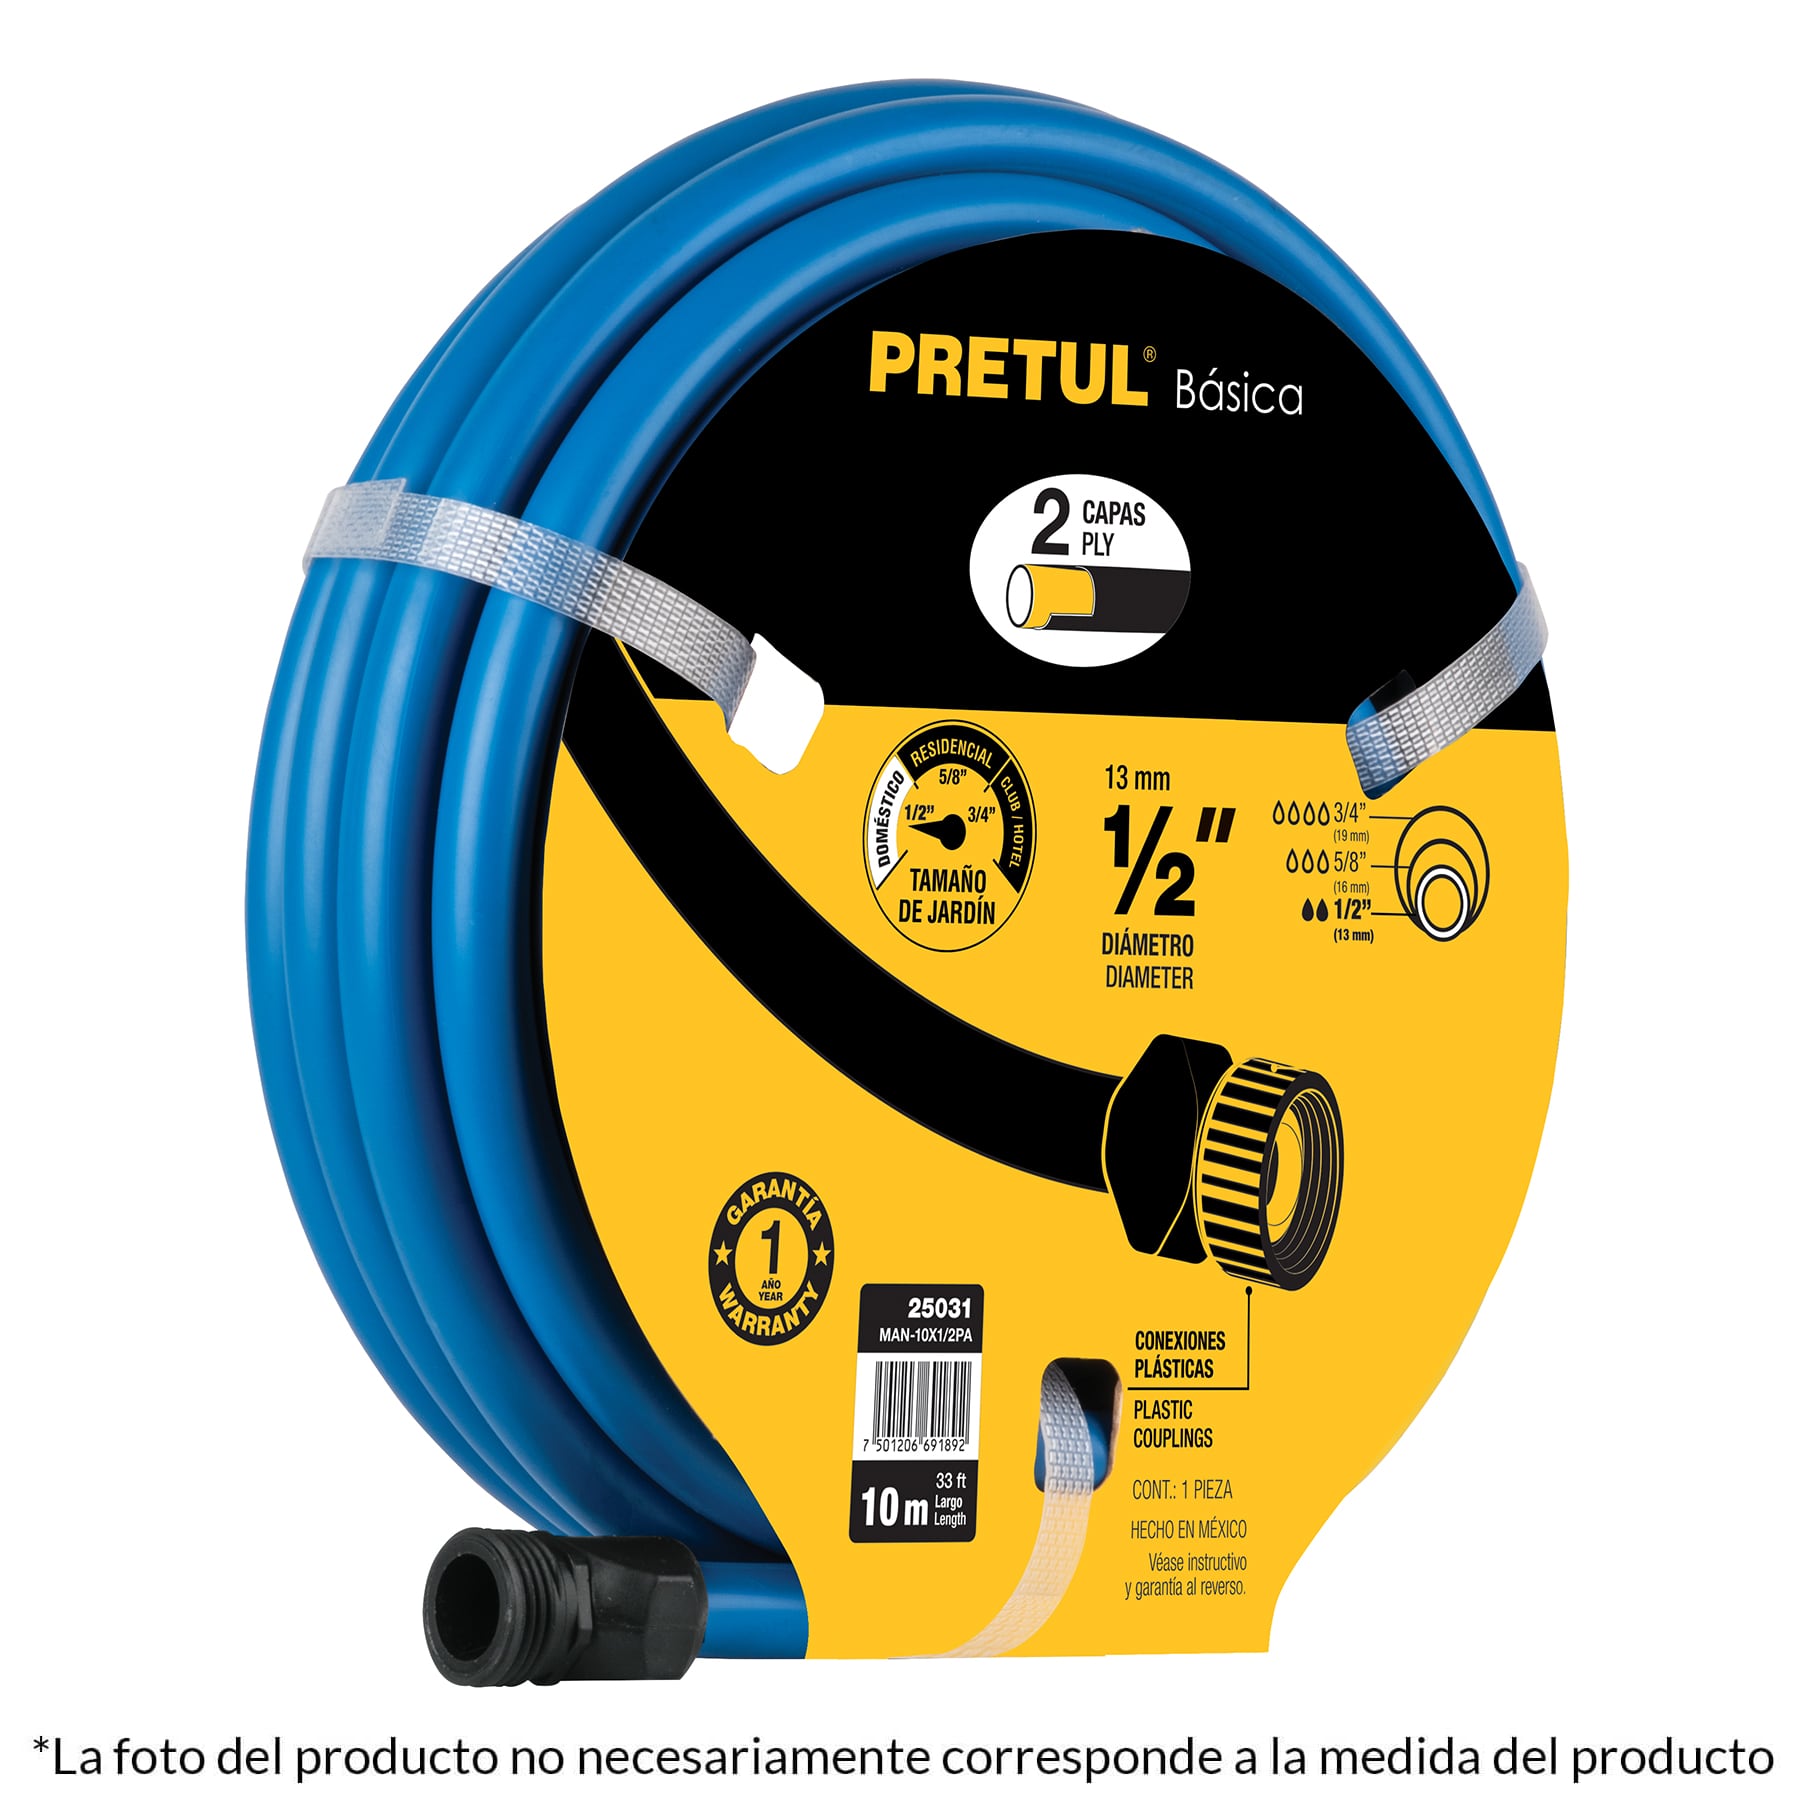 PRETUL® Básica
2 CAPAS
PLY
RESIDENCIAL
DOMÉSTICO
CLUB / HOTEL
5/8"
1/2"
3/4"
TAMAÑO
DE JARDÍN
13 mm
1/2"
DIÁMETRO
DIAMETER
3/4"
(19 mm)
5/8"
(16 mm)
1/2"
(13 mm)
GARANTÍA
1
AÑO
YEAR
WARRANTY
25031
MAN-10X1/2PA
7 501206 691892
33 ft
10 m Largo
Length
CONEXIONES
PLÁSTICAS
PLASTIC
COUPLINGS
CONT.: 1 PIEZA
HECHO EN MÉXICO
Véase instructivo
y garantía al reverso.
*La foto del producto no necesariamente corresponde a la medida del producto